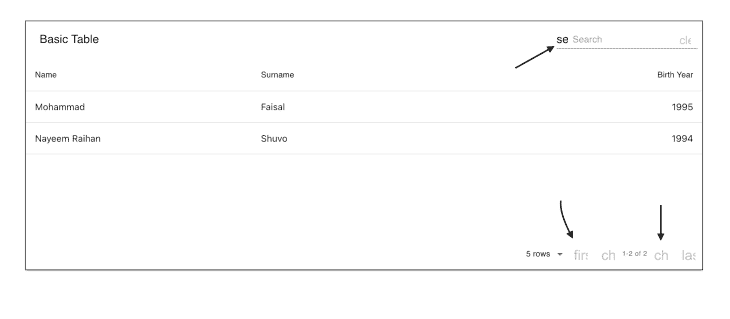 Basic Table se Search cle
Name Surname Birth Year
Mohammad Faisal 1995
Nayeem Raihan Shuvo 1994
5 rows firs ch 1-2 of 2 ch las